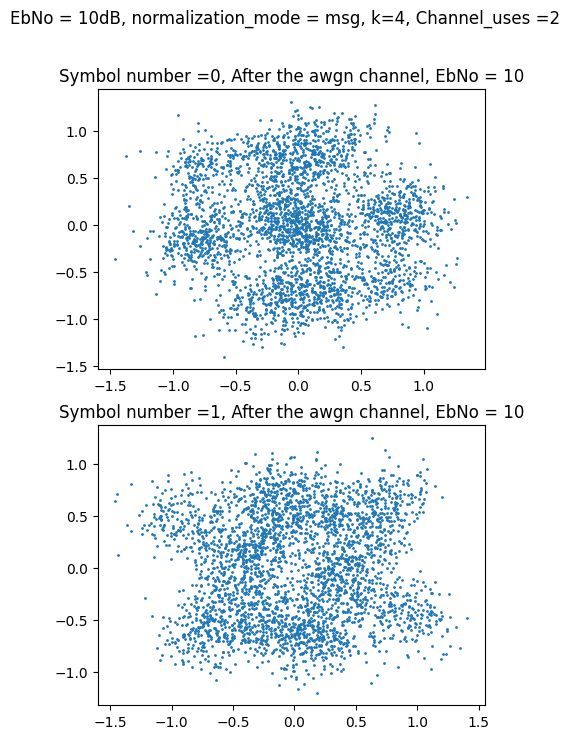 EbNo = 10dB, normalization_mode = msg, k=4, Channel_uses =2
Symbol number =0, After the awgn channel, EbNo = 10
1.0
0.5
0.0
−0.5
−1.0
−1.5
−1.5 −1.0 −0.5 0.0 0.5 1.0
Symbol number =1, After the awgn channel, EbNo = 10
1.0
0.5
0.0
−0.5
−1.0
−1.5 −1.0 −0.5 0.0 0.5 1.0 1.5